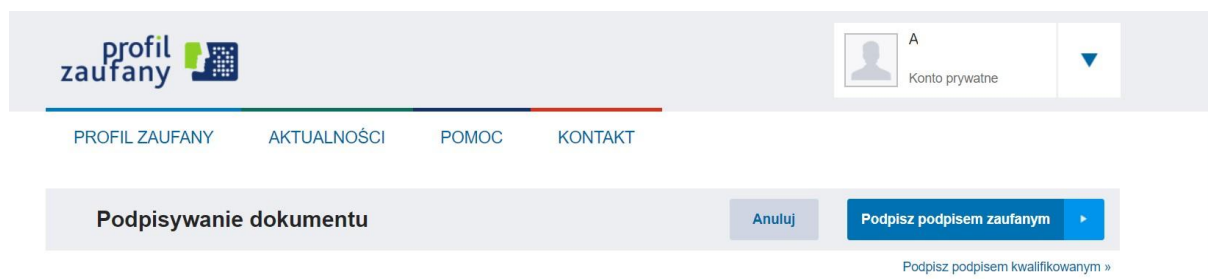 profil
zaufany
A
Konto prywatne
PROFIL ZAUFANY AKTUALNOŚCI POMOC KONTAKT
Podpisywanie dokumentu Anuluj Podpisz podpisem zaufanym
Podpisz podpisem kwalifikowanym »